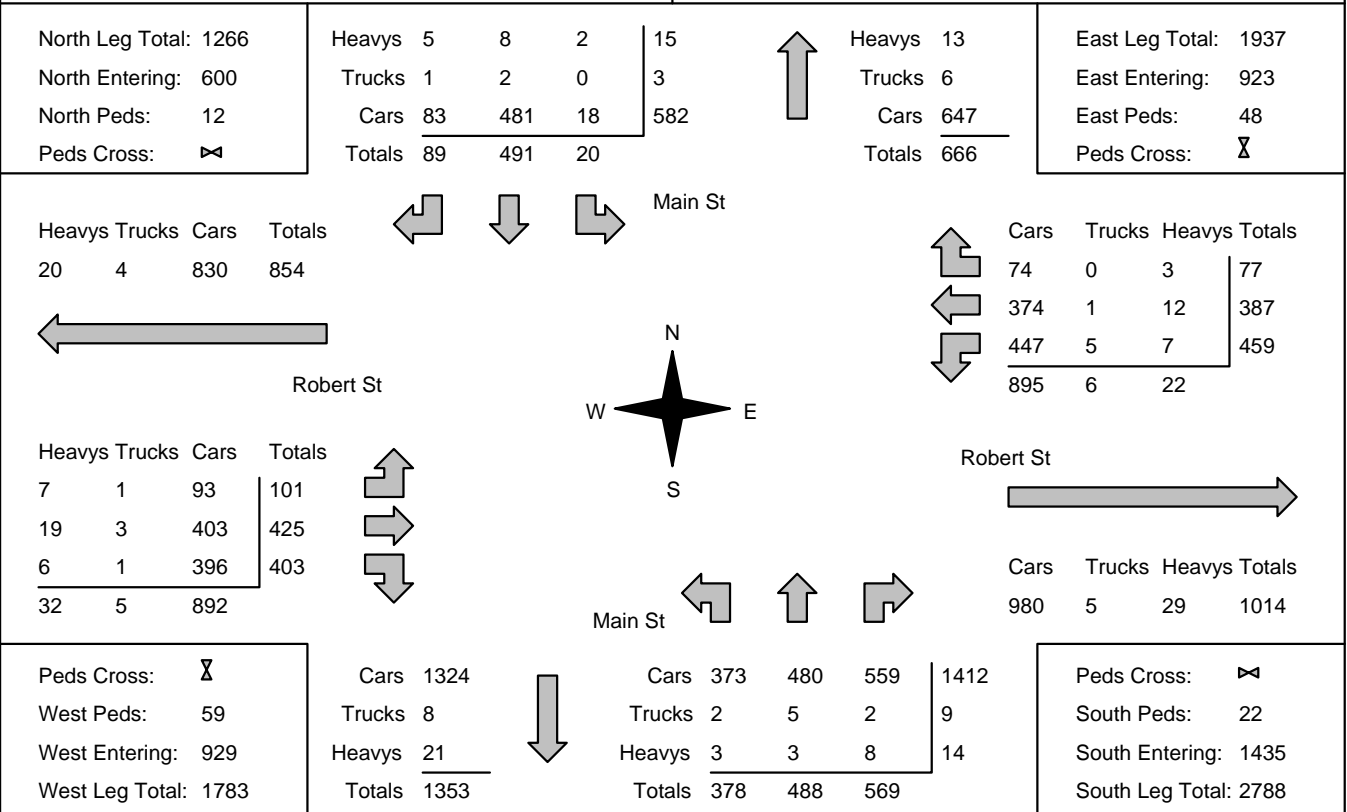 North Leg Total: 1266
North Entering: 600
North Peds: 12
Peds Cross:
Heavys 5 8 2 15
Trucks 1 2 0 3
Cars 83 481 18 582
Totals 89 491 20
Heavys 13
Trucks 6
Cars 647
Totals 666
East Leg Total: 1937
East Entering: 923
East Peds: 48
Peds Cross:
Main St
Heavys Trucks Cars Totals
20 4 830 854
Robert St
Cars Trucks Heavys Totals
74 0 3 77
374 1 12 387
447 5 7 459
895 6 22
N
W E
S
Heavys Trucks Cars Totals
7 1 93 101
19 3 403 425
6 1 396 403
32 5 892
Robert St
Cars Trucks Heavys Totals
980 5 29 1014
Main St
Peds Cross:
West Peds: 59
West Entering: 929
West Leg Total: 1783
Cars 1324
Trucks 8
Heavys 21
Totals 1353
Cars 373 480 559 1412
Trucks 2 5 2 9
Heavys 3 3 8 14
Totals 378 488 569
Peds Cross:
South Peds: 22
South Entering: 1435
South Leg Total: 2788